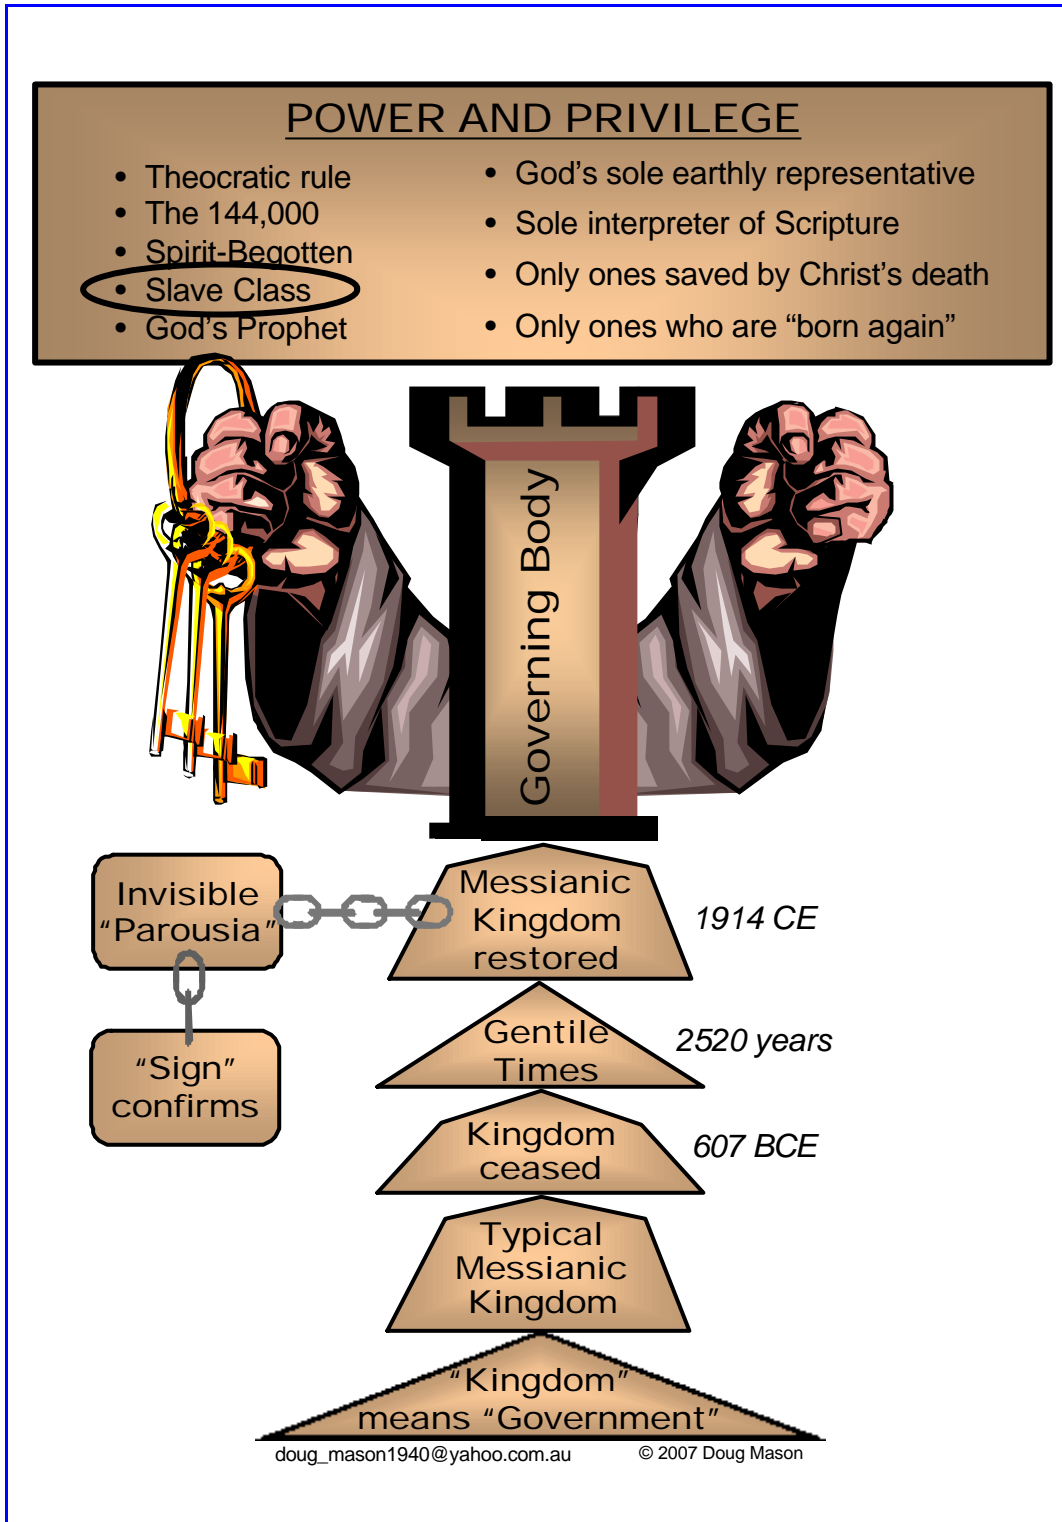 POWER AND PRIVILEGE
• Theocratic rule
• The 144,000
• Spirit-Begotten
• Slave Class
• God’s Prophet
• God’s sole earthly representative
• Sole interpreter of Scripture
• Only ones saved by Christ’s death
• Only ones who are “born again”
Governing Body
Invisible
“Parousia”
“Sign”
confirms
Messianic
Kingdom
restored
1914 CE
Gentile
Times
2520 years
Kingdom
ceased
607 BCE
Typical
Messianic
Kingdom
“Kingdom”
means “Government”
doug_mason1940@yahoo.com.au © 2007 Doug Mason